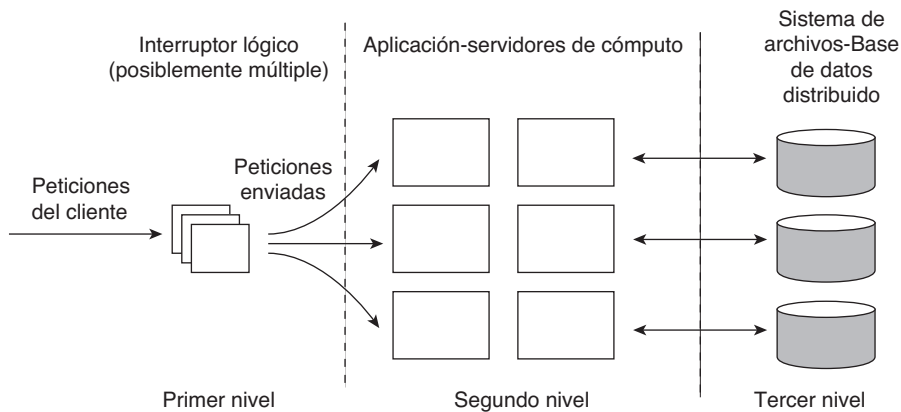 Interruptor lógico
(posiblemente múltiple)
Aplicación-servidores de cómputo
Sistema de
archivos-Base
de datos
distribuido
Peticiones
del cliente
Peticiones
enviadas
Primer nivel
Segundo nivel
Tercer nivel